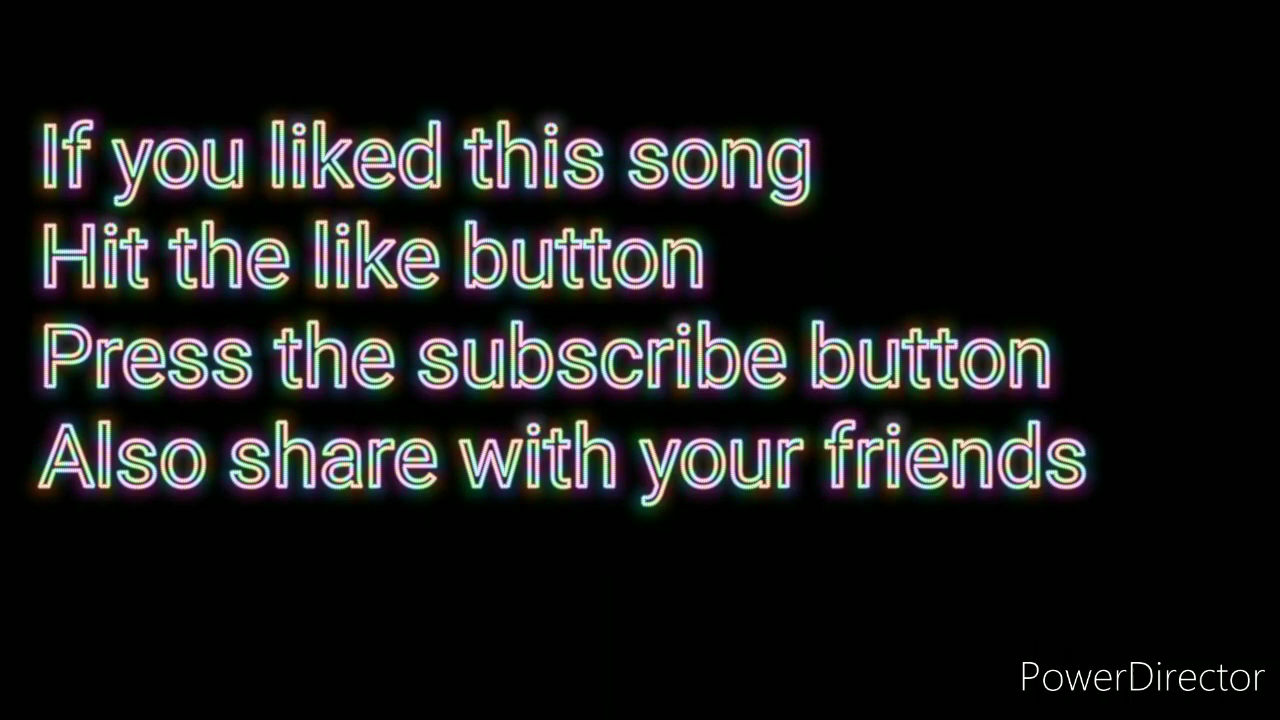 If you liked this song
Hit the like button
Press the subscribe button
Also share with your friends
PowerDirector